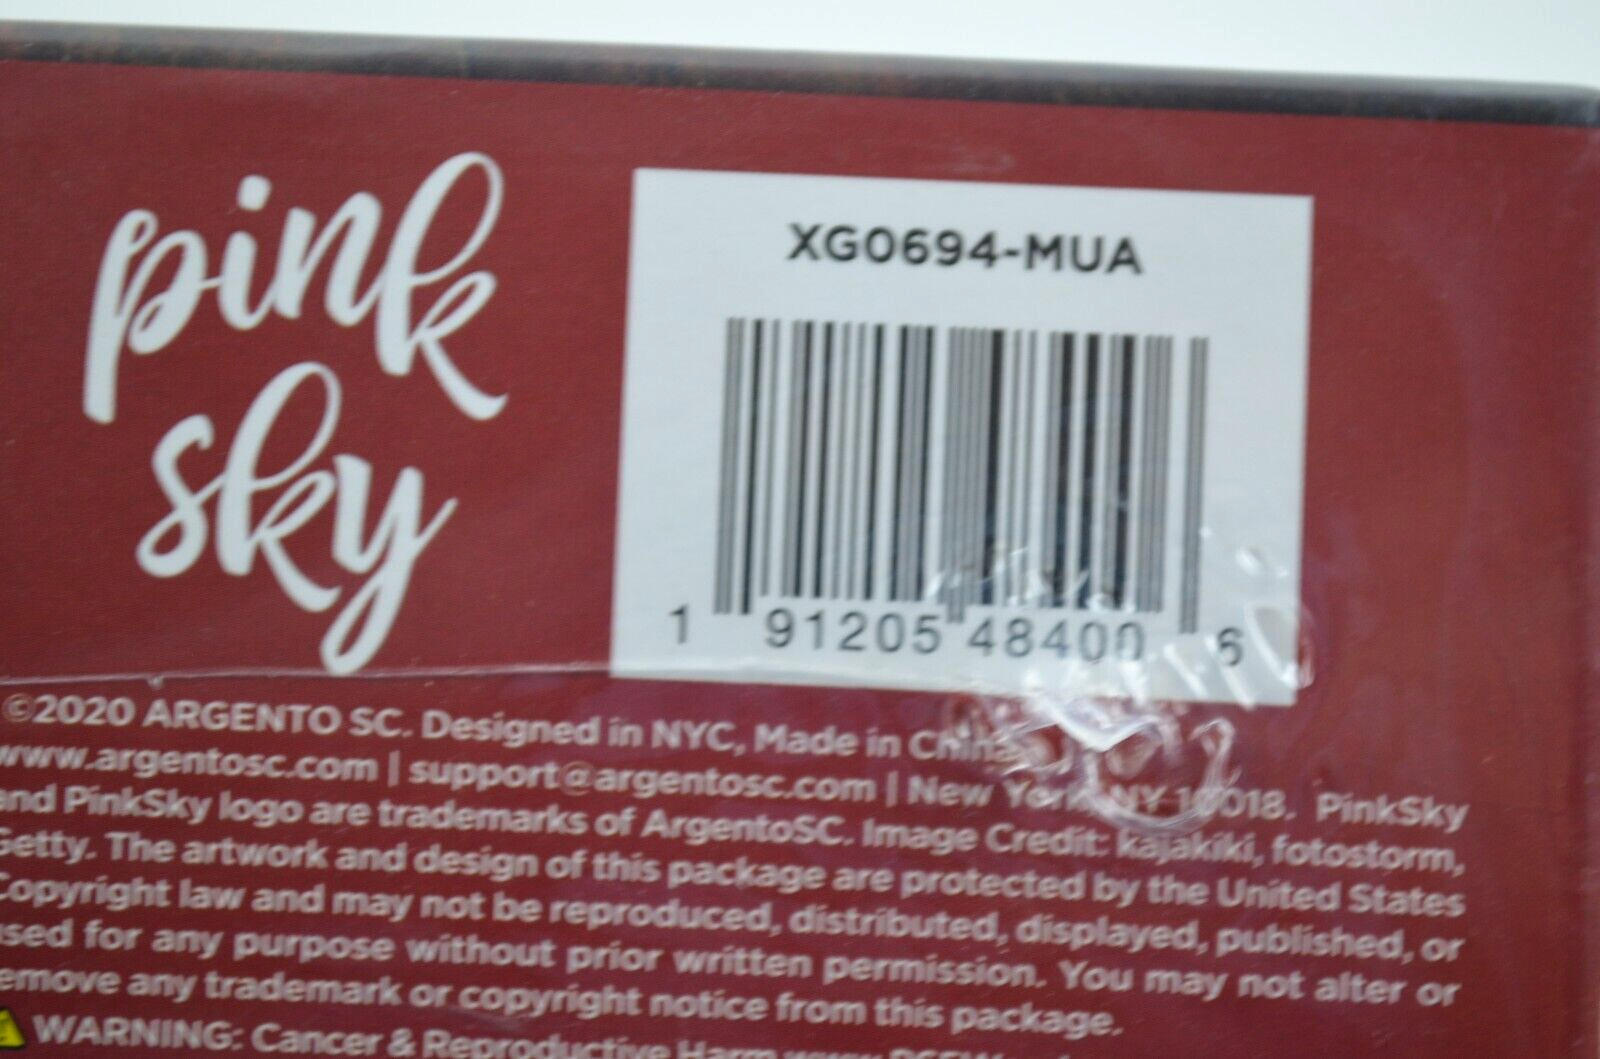 pink
sky
XG0694-MUA
1 91205 48400 6
©2020 ARGENTO SC. Designed in NYC, Made in China
www.argentosc.com | support@argentosc.com | New York, NY 10018. PinkSky
and PinkSky logo are trademarks of ArgentoSC. Image Credit: kajakiki, fotostorm,
Getty. The artwork and design of this package are protected by the United States
Copyright law and may not be reproduced, distributed, displayed, published, or
used for any purpose without prior written permission. You may not alter or
remove any trademark or copyright notice from this package.
WARNING: Cancer & Reproductive Harm